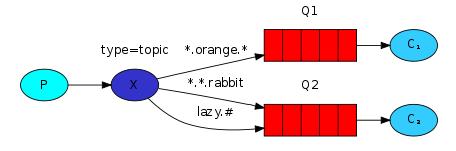 Q1
type=topic
*.orange.*
C₁
P
X
*.*.rabbit
Q2
lazy.#
C₂